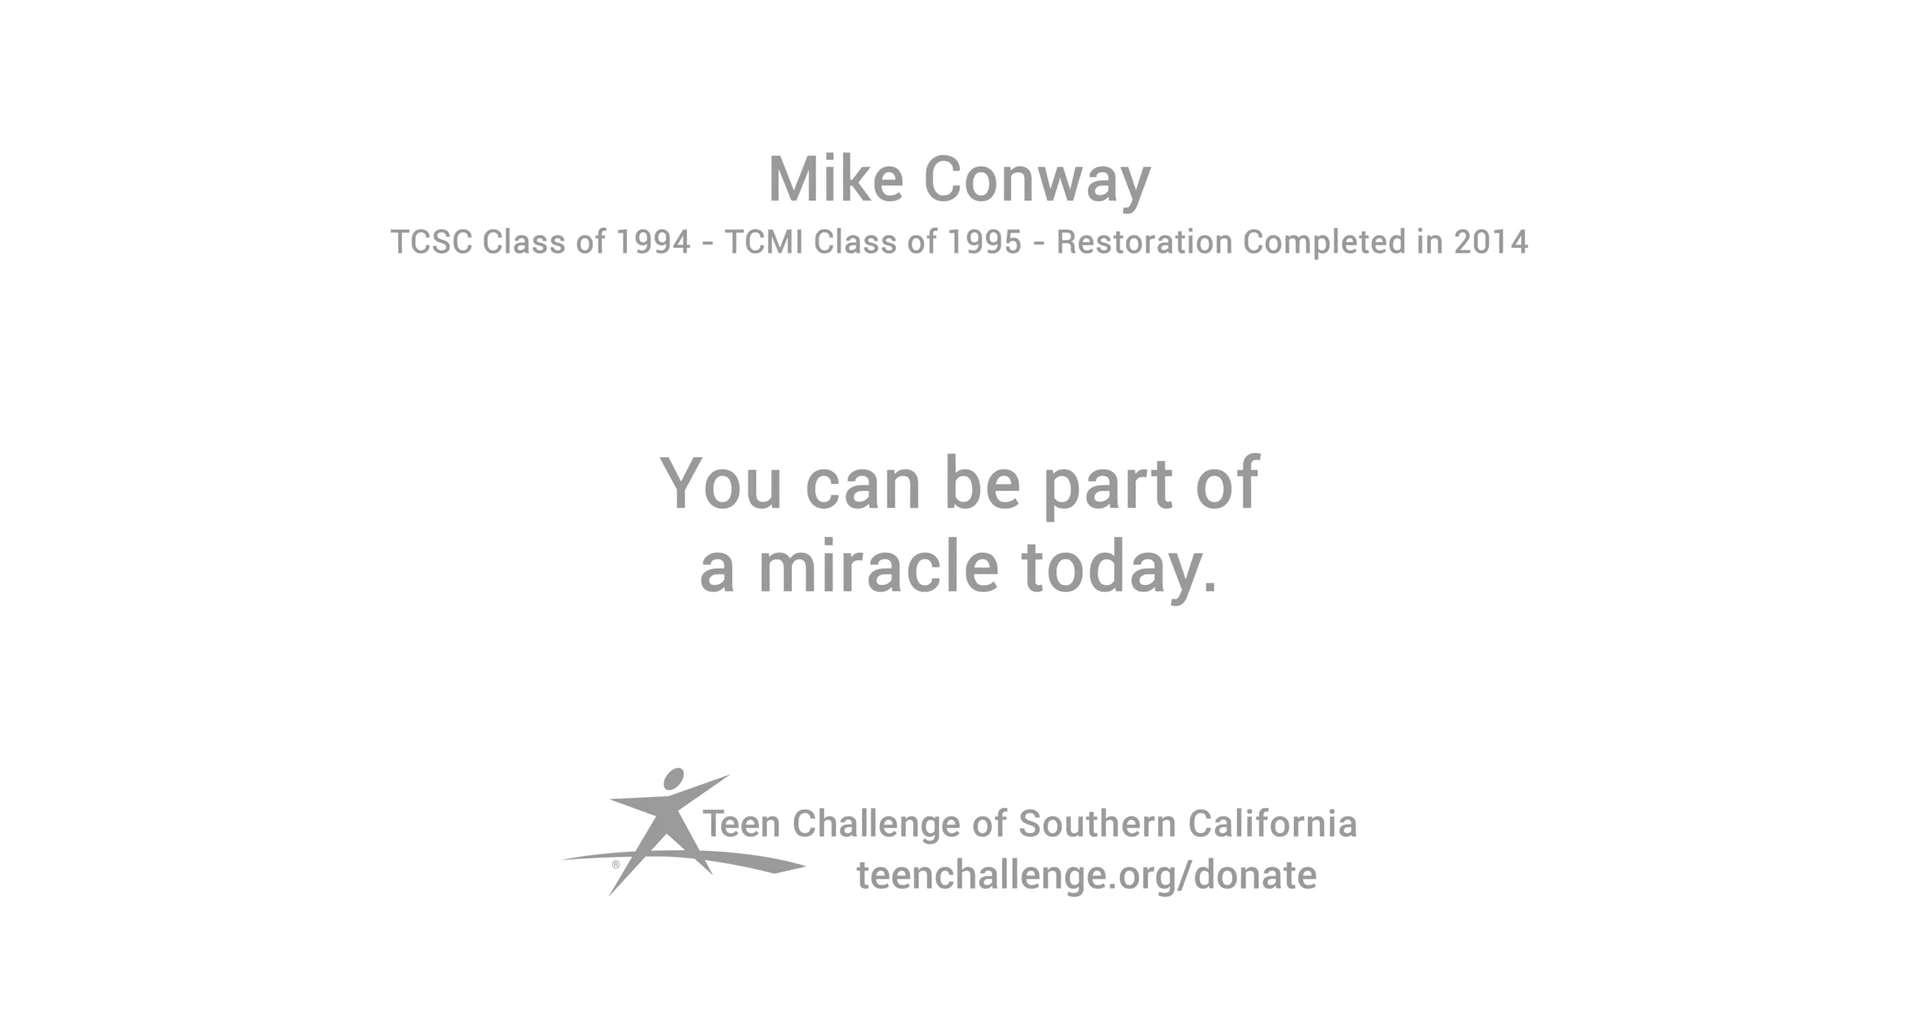 Mike Conway
TCSC Class of 1994 - TCMI Class of 1995 - Restoration Completed in 2014
You can be part of
a miracle today.
Teen Challenge of Southern California
®
teenchallenge.org/donate